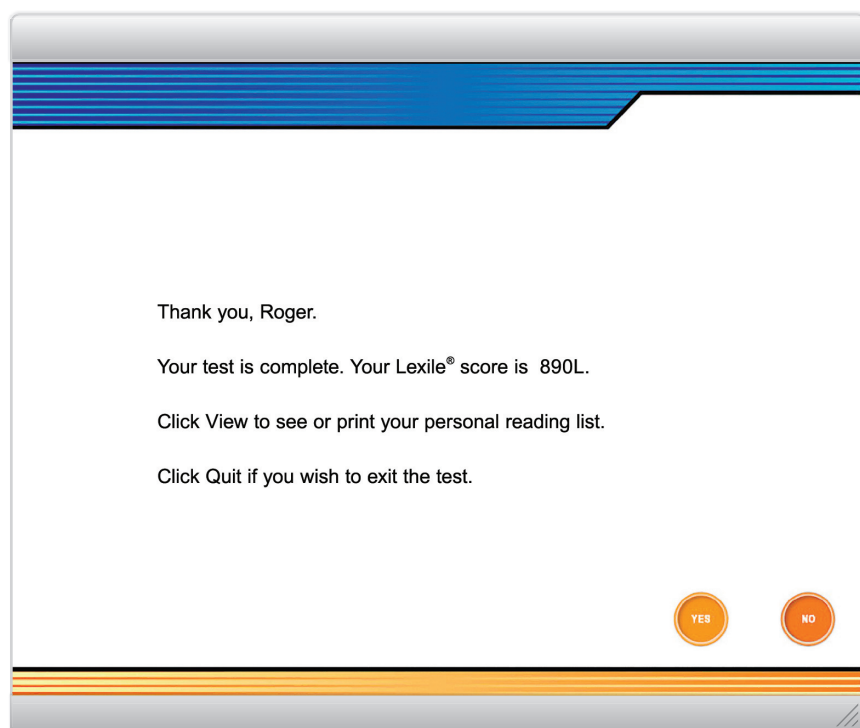 Thank you, Roger.
Your test is complete. Your Lexile® score is 890L.
Click View to see or print your personal reading list.
Click Quit if you wish to exit the test.
YES
NO